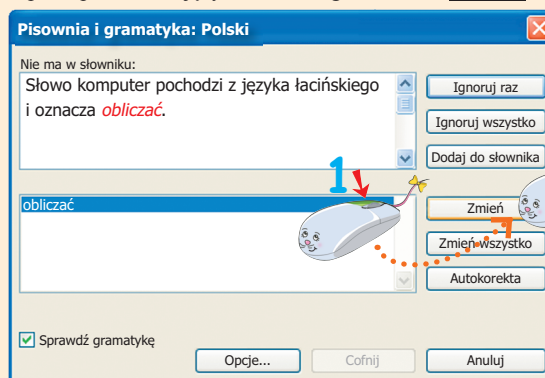 Pisownia i gramatyka: Polski
Nie ma w słowniku:
Słowo komputer pochodzi z języka łacińskiego
i oznacza obliczać.
Ignoruj raz
Ignoruj wszystko
Dodaj do słownika
1
obliczać
Zmień
Zmień wszystko
Autokorekta
Sprawdź gramatykę
Opcje...
Cofnij
Anuluj